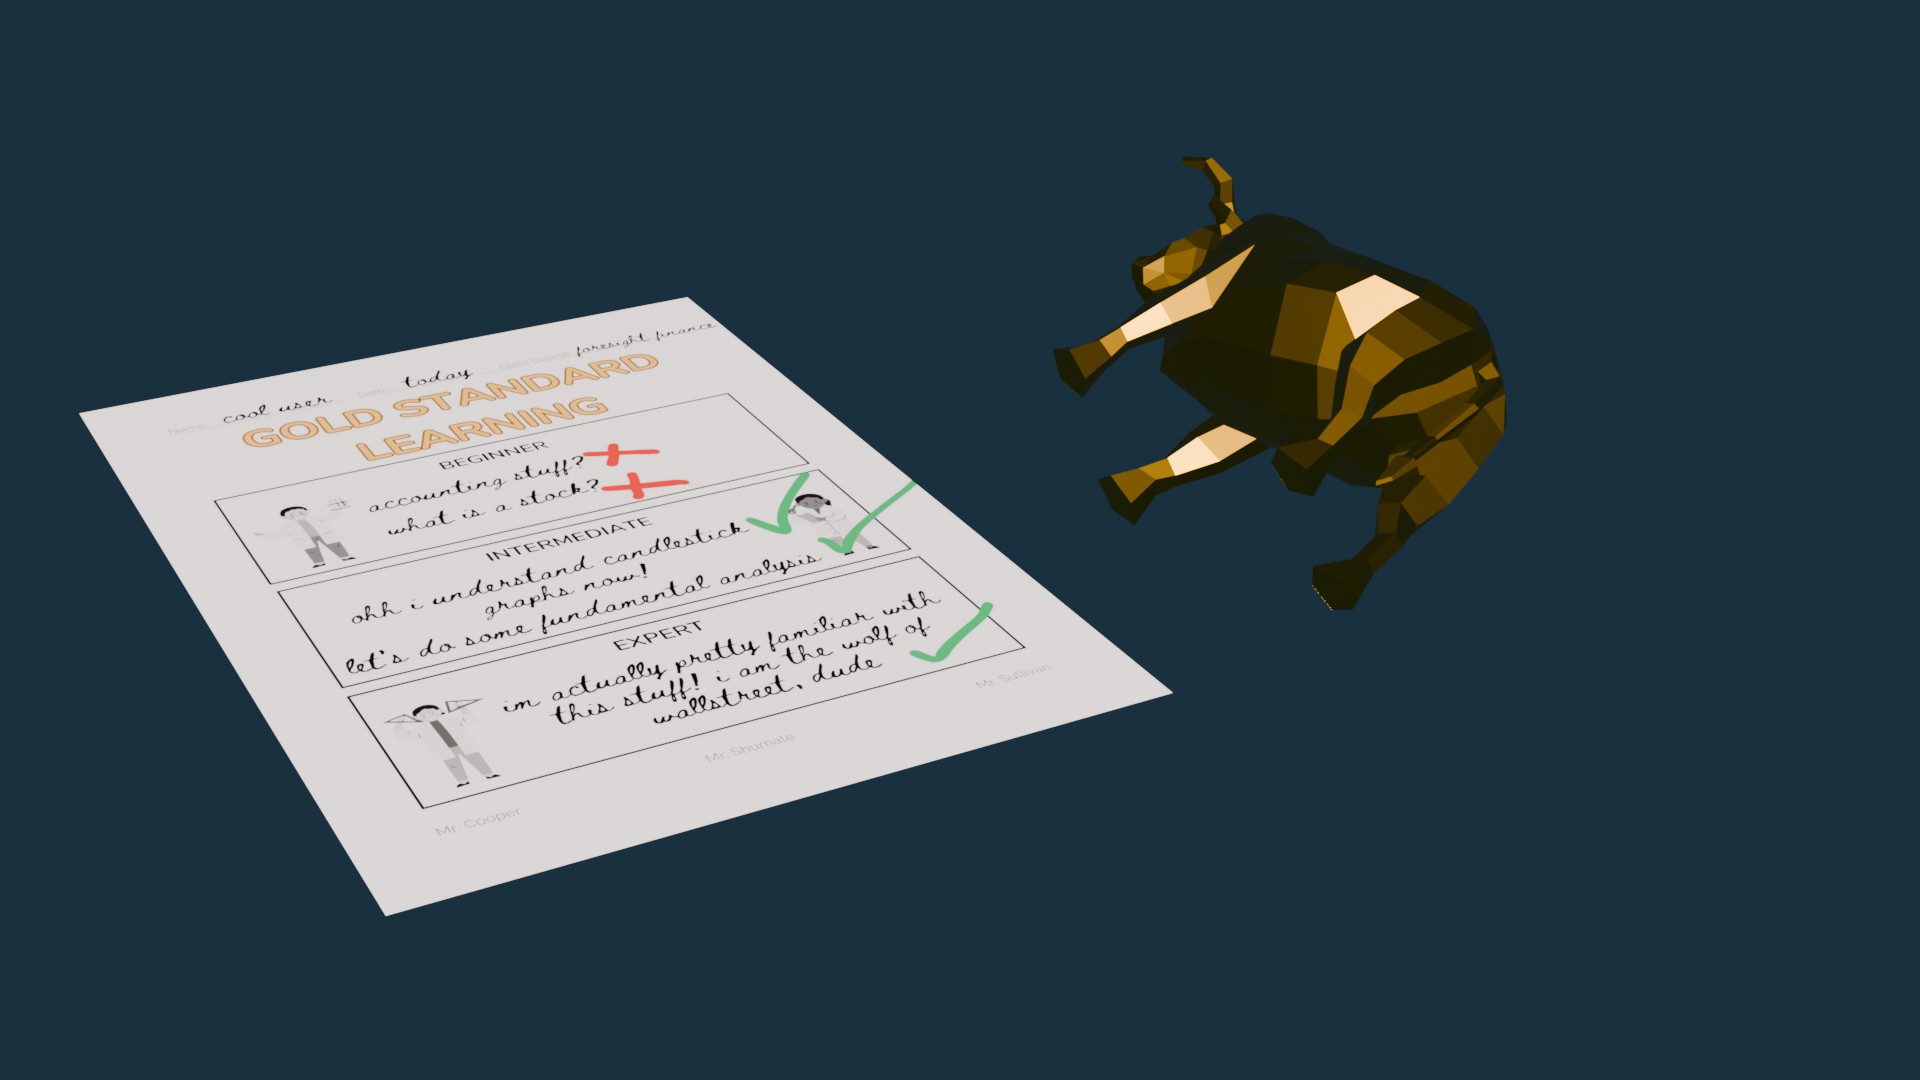 Name: cool user Date: today Class/Course: foresight finance
GOLD STANDARD
LEARNING
BEGINNER
accounting stuff?
what is a stock?
INTERMEDIATE
ohh i understand candlestick
graphs now!
let's do some fundamental analysis
EXPERT
im actually pretty familiar with
this stuff! i am the wolf of
wallstreet, dude
Mr. Cooper
Mr. Shumate
Mr. Sullivan